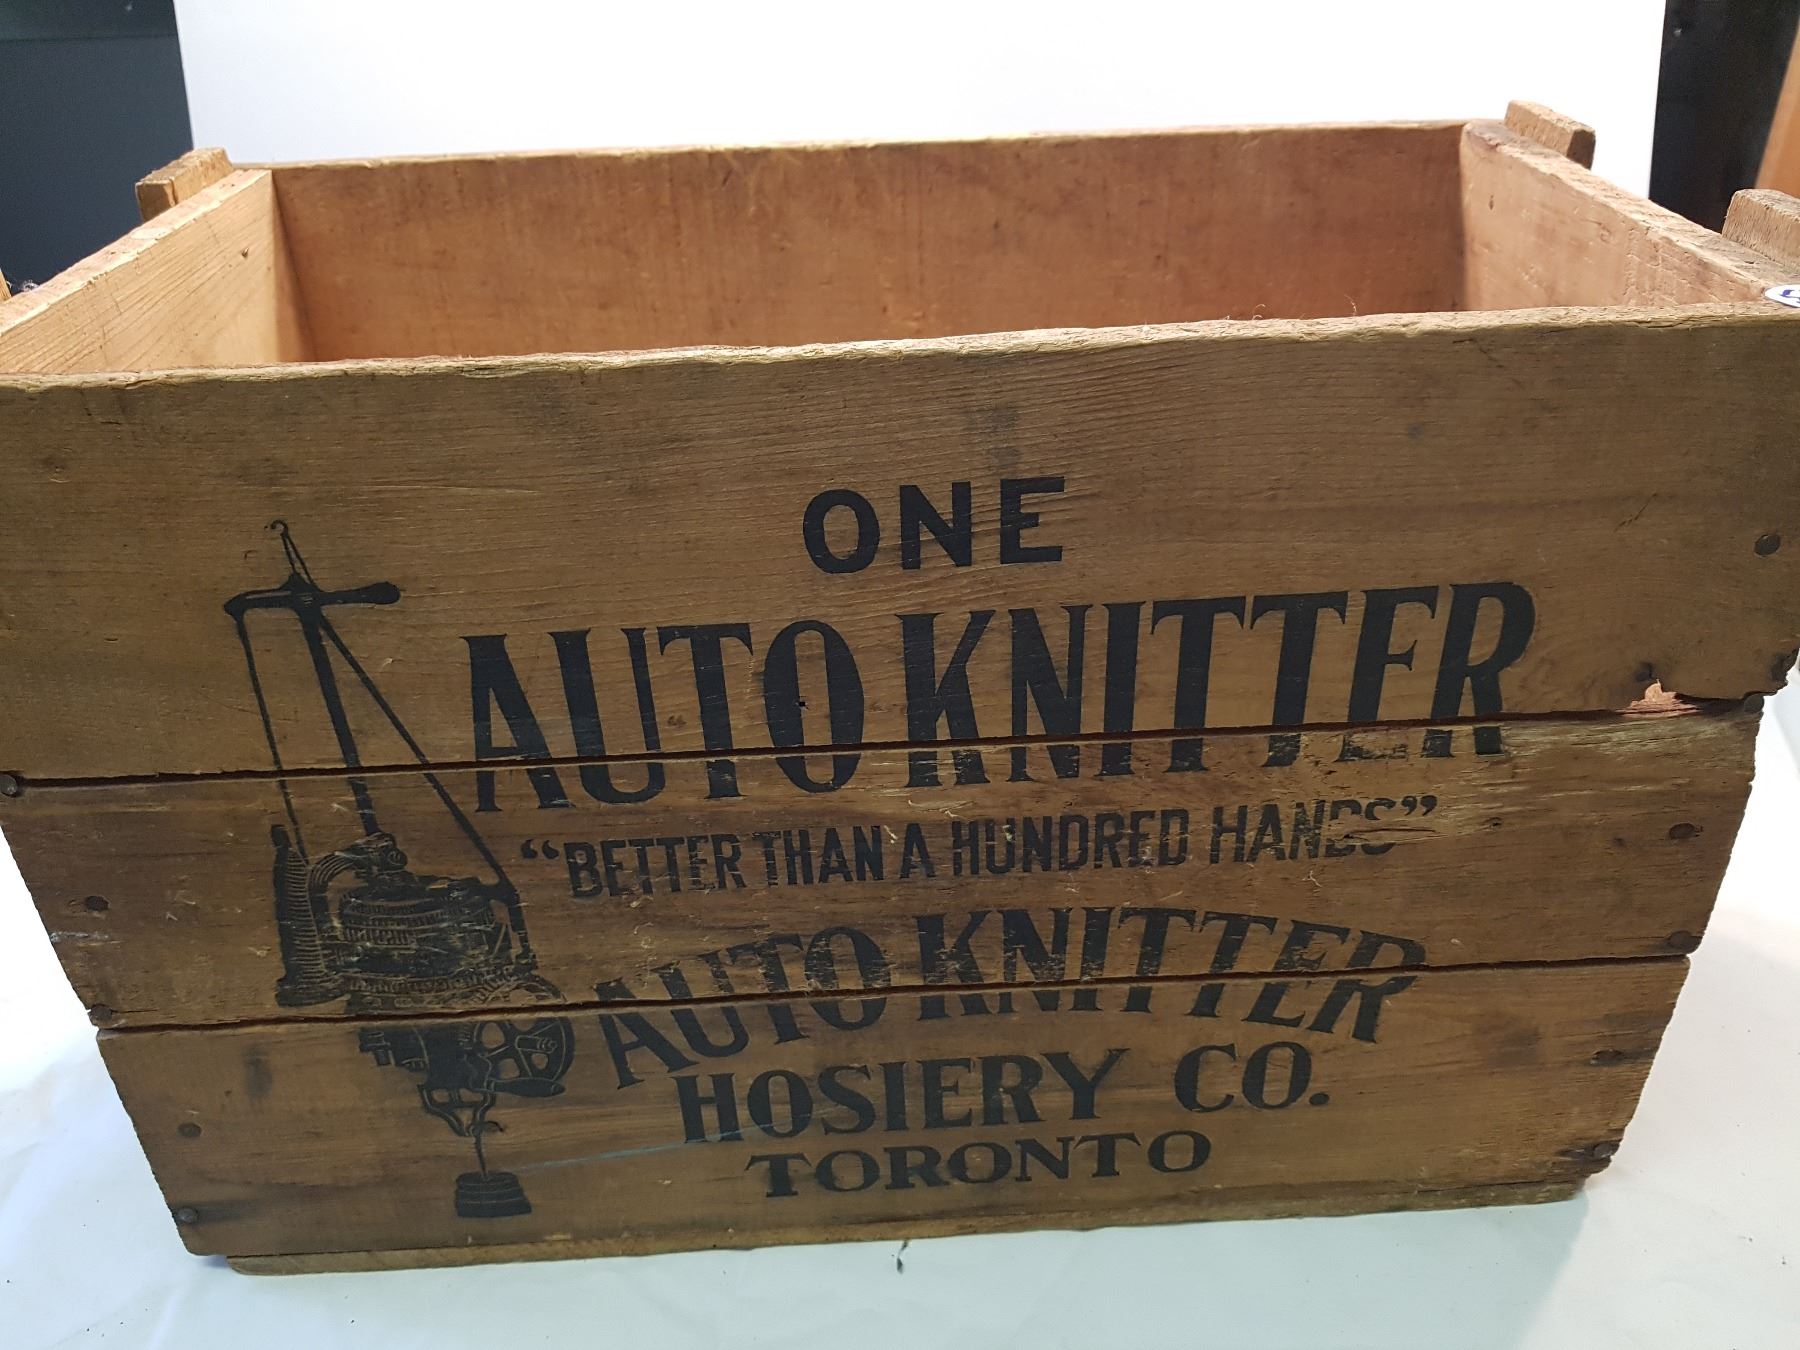 ONE
AUTO KNITTER
“BETTER THAN A HUNDRED HANDS”
AUTO KNITTER
HOSIERY CO.
TORONTO